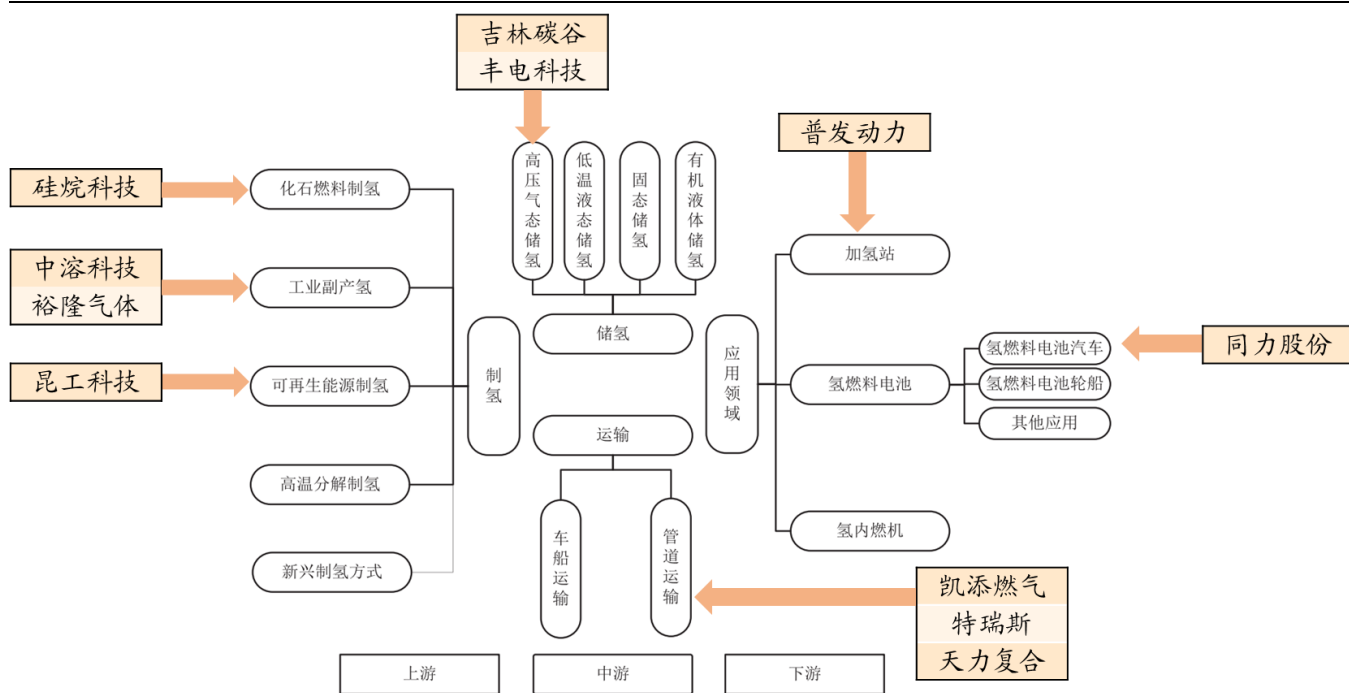 吉林碳谷
丰电科技
普发动力
硅烷科技
中溶科技
裕隆气体
昆工科技
同力股份
化石燃料制氢
工业副产氢
可再生能源制氢
高温分解制氢
新兴制氢方式
制氢
高压气态储氢
低温液态储氢
固态储氢
有机液体储氢
储氢
运输
车船运输
管道运输
应用领域
加氢站
氢燃料电池
氢内燃机
氢燃料电池汽车
氢燃料电池轮船
其他应用
凯添燃气
特瑞斯
天力复合
上游
中游
下游